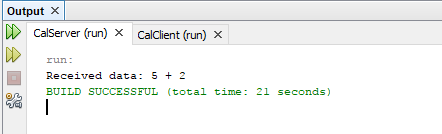 Output ×
CalServer (run) × CalClient (run) ×
run:
Received data: 5 + 2
BUILD SUCCESSFUL (total time: 21 seconds)